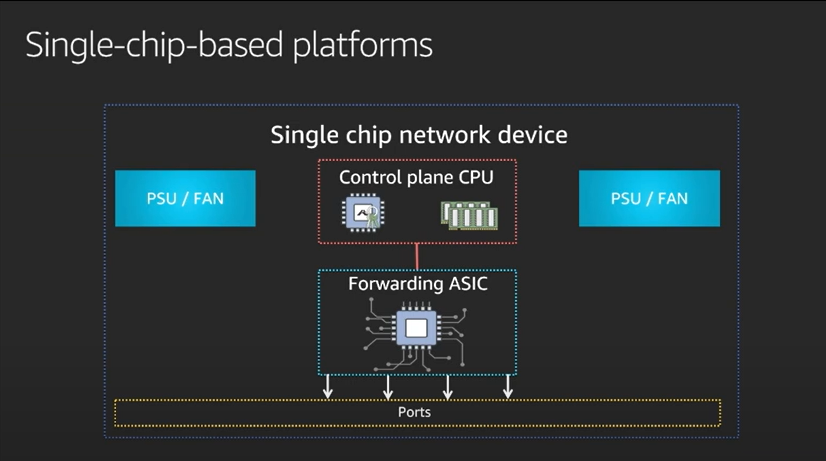 Single-chip-based platforms
Single chip network device
PSU / FAN
Control plane CPU
PSU / FAN
Forwarding ASIC
Ports